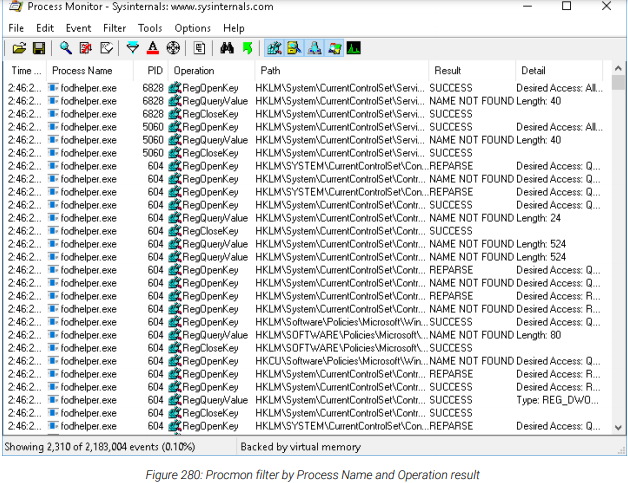 Process Monitor - Sysinternals: www.sysinternals.com
File Edit Event Filter Tools Options Help
Time ... Process Name PID Operation Path Result Detail
2:46:2... fodhelper.exe 6828 RegOpenKey HKLM\System\CurrentControlSet\Servi... SUCCESS Desired Access: All...
2:46:2... fodhelper.exe 6828 RegQueryValue HKLM\System\CurrentControlSet\Servi... NAME NOT FOUND Length: 40
2:46:2... fodhelper.exe 6828 RegCloseKey HKLM\System\CurrentControlSet\Servi... SUCCESS
2:46:2... fodhelper.exe 5060 RegOpenKey HKLM\System\CurrentControlSet\Servi... SUCCESS Desired Access: All...
2:46:2... fodhelper.exe 5060 RegQueryValue HKLM\System\CurrentControlSet\Servi... NAME NOT FOUND Length: 40
2:46:2... fodhelper.exe 5060 RegCloseKey HKLM\System\CurrentControlSet\Servi... SUCCESS
2:46:2... fodhelper.exe 604 RegOpenKey HKLM\SYSTEM\CurrentControlSet\Con... REPARSE Desired Access: Q...
2:46:2... fodhelper.exe 604 RegOpenKey HKLM\System\CurrentControlSet\Contr... NAME NOT FOUND Desired Access: Q...
2:46:2... fodhelper.exe 604 RegOpenKey HKLM\SYSTEM\CurrentControlSet\Con... REPARSE Desired Access: Q...
2:46:2... fodhelper.exe 604 RegOpenKey HKLM\System\CurrentControlSet\Contr... SUCCESS Desired Access: Q...
2:46:2... fodhelper.exe 604 RegQueryValue HKLM\System\CurrentControlSet\Contr... NAME NOT FOUND Length: 24
2:46:2... fodhelper.exe 604 RegCloseKey HKLM\System\CurrentControlSet\Contr... SUCCESS
2:46:2... fodhelper.exe 604 RegQueryValue HKLM\System\CurrentControlSet\Contr... NAME NOT FOUND Length: 524
2:46:2... fodhelper.exe 604 RegQueryValue HKLM\System\CurrentControlSet\Contr... NAME NOT FOUND Length: 524
2:46:2... fodhelper.exe 604 RegOpenKey HKLM\System\CurrentControlSet\Contr... REPARSE Desired Access: Q...
2:46:2... fodhelper.exe 604 RegOpenKey HKLM\System\CurrentControlSet\Contr... NAME NOT FOUND Desired Access: Q...
2:46:2... fodhelper.exe 604 RegOpenKey HKLM\System\CurrentControlSet\Contr... REPARSE Desired Access: R...
2:46:2... fodhelper.exe 604 RegOpenKey HKLM\System\CurrentControlSet\Contr... NAME NOT FOUND Desired Access: R...
2:46:2... fodhelper.exe 604 RegOpenKey HKLM\Software\Policies\Microsoft\Win... SUCCESS Desired Access: Q...
2:46:2... fodhelper.exe 604 RegQueryValue HKLM\SOFTWARE\Policies\Microsoft\... NAME NOT FOUND Length: 80
2:46:2... fodhelper.exe 604 RegCloseKey HKLM\SOFTWARE\Policies\Microsoft\... SUCCESS
2:46:2... fodhelper.exe 604 RegOpenKey HKCU\Software\Policies\Microsoft\Win... NAME NOT FOUND Desired Access: Q...
2:46:2... fodhelper.exe 604 RegOpenKey HKLM\System\CurrentControlSet\Contr... REPARSE Desired Access: R...
2:46:2... fodhelper.exe 604 RegOpenKey HKLM\System\CurrentControlSet\Contr... SUCCESS Desired Access: R...
2:46:2... fodhelper.exe 604 RegQueryValue HKLM\System\CurrentControlSet\Contr... SUCCESS Type: REG_DWO...
2:46:2... fodhelper.exe 604 RegCloseKey HKLM\System\CurrentControlSet\Contr... SUCCESS
2:46:2... fodhelper.exe 604 RegOpenKey HKLM\SYSTEM\CurrentControlSet\Con... REPARSE Desired Access: Q...
Showing 2,310 of 2,183,004 events (0.10%) Backed by virtual memory
Figure 280: Procmon filter by Process Name and Operation result